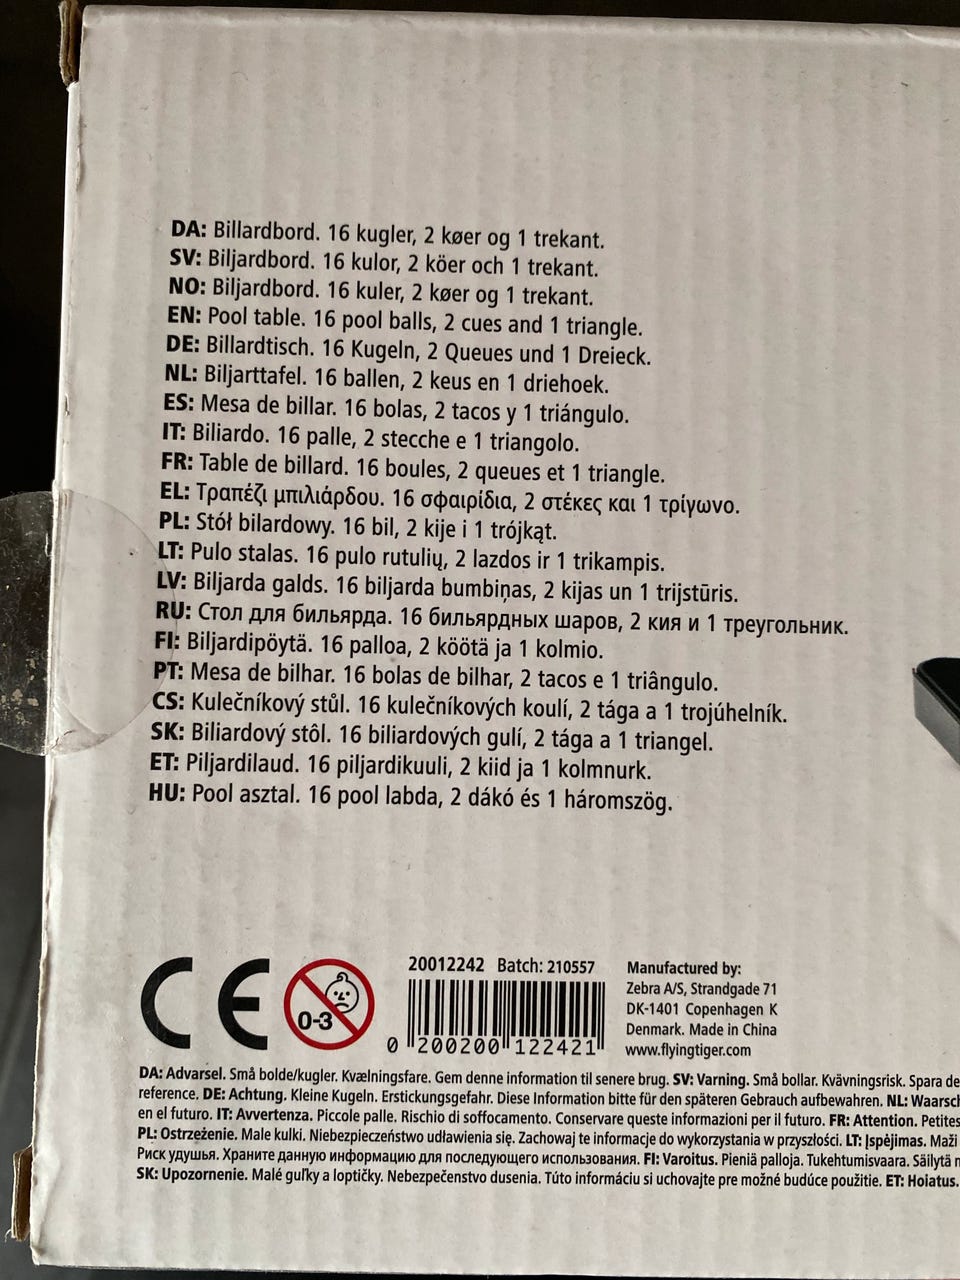 DA: Billardbord. 16 kugler, 2 køer og 1 trekant.
SV: Biljardbord. 16 kulor, 2 köer och 1 trekant.
NO: Biljardbord. 16 kuler, 2 køer og 1 trekant.
EN: Pool table. 16 pool balls, 2 cues and 1 triangle.
DE: Billardtisch. 16 Kugeln, 2 Queues und 1 Dreieck.
NL: Biljarttafel. 16 ballen, 2 keus en 1 driehoek.
ES: Mesa de billar. 16 bolas, 2 tacos y 1 triángulo.
IT: Biliardo. 16 palle, 2 stecche e 1 triangolo.
FR: Table de billard. 16 boules, 2 queues et 1 triangle.
EL: Τραπέζι μπιλιάρδου. 16 σφαιρίδια, 2 στέκες και 1 τρίγωνο.
PL: Stół bilardowy. 16 bil, 2 kije i 1 trójkąt.
LT: Pulo stalas. 16 pulo rutulių, 2 lazdos ir 1 trikampis.
LV: Biljarda galds. 16 biljarda bumbiņas, 2 kijas un 1 trijstūris.
RU: Стол для бильярда. 16 бильярдных шаров, 2 кия и 1 треугольник.
FI: Biljardipöytä. 16 palloa, 2 köötä ja 1 kolmio.
PT: Mesa de bilhar. 16 bolas de bilhar, 2 tacos e 1 triângulo.
CS: Kulečníkový stůl. 16 kulečníkových koulí, 2 tága a 1 trojúhelník.
SK: Biliardový stôl. 16 biliardových gulí, 2 tága a 1 triangel.
ET: Piljardilaud. 16 piljardikuuli, 2 kiid ja 1 kolmnurk.
HU: Pool asztal. 16 pool labda, 2 dákó és 1 háromszög.
CE
0-3
20012242 Batch: 210557
0 200200 122421
Manufactured by:
Zebra A/S, Strandgade 71
DK-1401 Copenhagen K
Denmark. Made in China
www.flyingtiger.com
DA: Advarsel. Små bolde/kugler. Kvælningsfare. Gem denne information til senere brug. SV: Varning. Små bollar. Kvävningsrisk. Spara de
reference. DE: Achtung. Kleine Kugeln. Erstickungsgefahr. Diese Information bitte für den späteren Gebrauch aufbewahren. NL: Waarsch
en el futuro. IT: Avvertenza. Piccole palle. Rischio di soffocamento. Conservare queste informazioni per il futuro. FR: Attention. Petites
PL: Ostrzeżenie. Małe kulki. Niebezpieczeństwo udławienia się. Zachowaj te informacje do wykorzystania w przyszłości. LT: Įspėjimas. Maži
Риск удушья. Храните данную информацию для последующего использования. FI: Varoitus. Pieniä palloja. Tukehtumisvaara. Säilytä
SK: Upozornenie. Malé guľky a loptičky. Nebezpečenstvo dusenia. Túto informáciu si uchovajte pre možné budúce použitie. ET: Hoiatus.